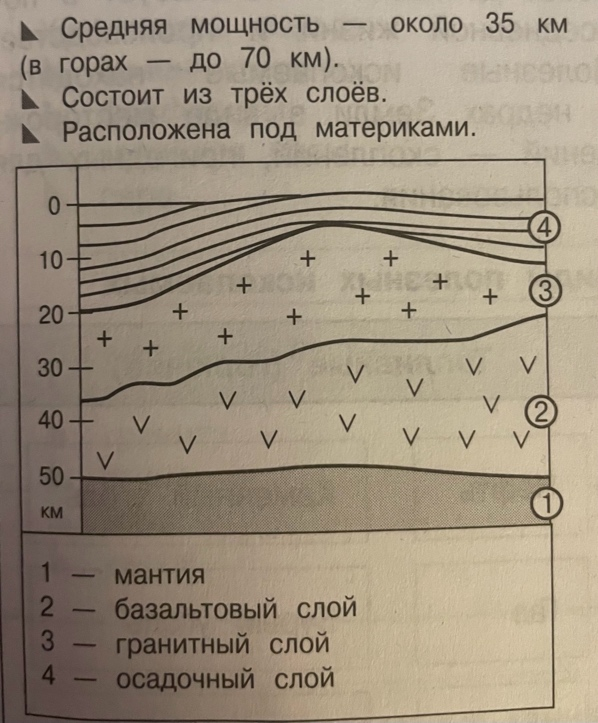 Средняя мощность — около 35 км
(в горах — до 70 км).
Состоит из трёх слоёв.
Расположена под материками.
0
10
20
30
40
50
км
4
3
2
1
1 — мантия
2 — базальтовый слой
3 — гранитный слой
4 — осадочный слой